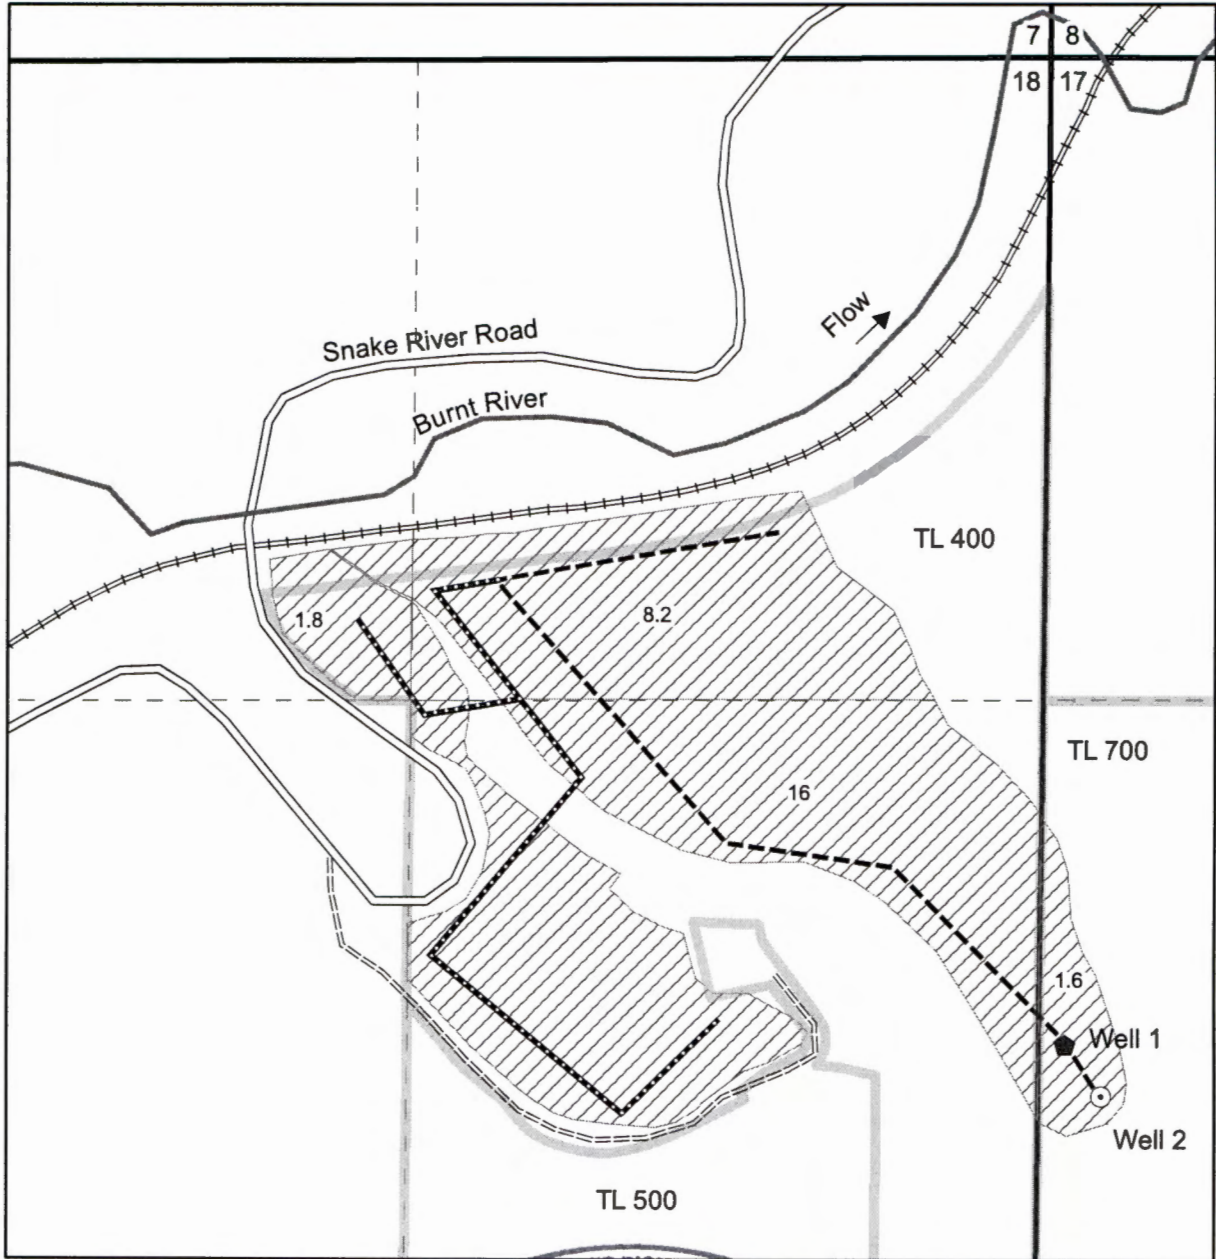 7 8
18 17
Flow
Snake River Road
Burnt River
TL 400
1.8
8.2
TL 700
16
1.6
Well 1
Well 2
TL 500